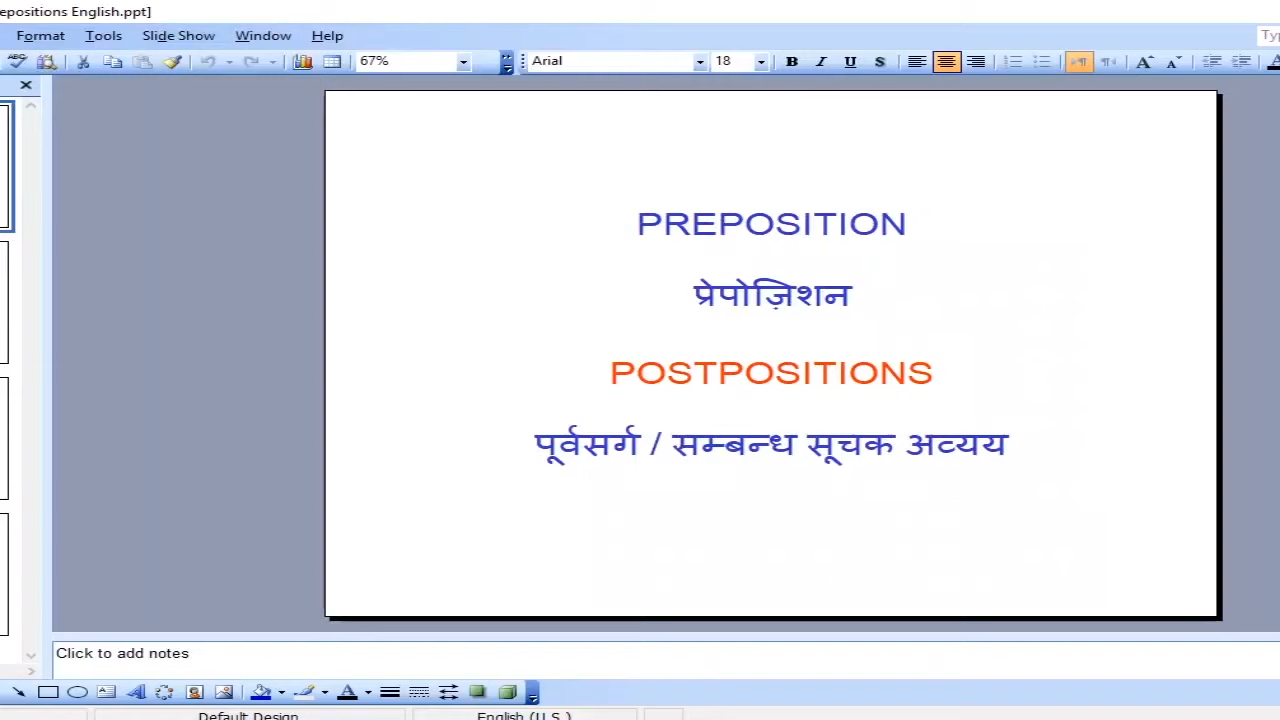 epositions English.ppt]
Format Tools Slide Show Window Help
67% Arial 18 B I U S
PREPOSITION
प्रेपोज़िशन
POSTPOSITIONS
पूर्वसर्ग / सम्बन्ध सूचक अव्यय
Click to add notes
Default Design English (U.S.)